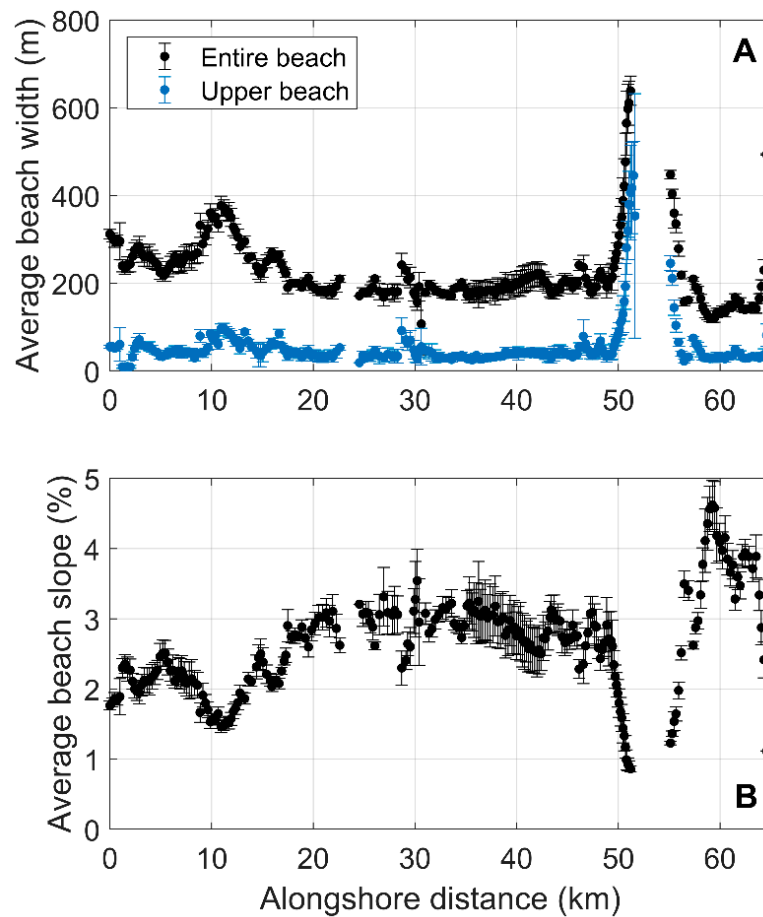 800
600
400
200
0
Average beach width (m)
Entire beach
Upper beach
A
0 10 20 30 40 50 60
5
4
3
2
1
0
Average beach slope (%)
B
0 10 20 30 40 50 60
Alongshore distance (km)